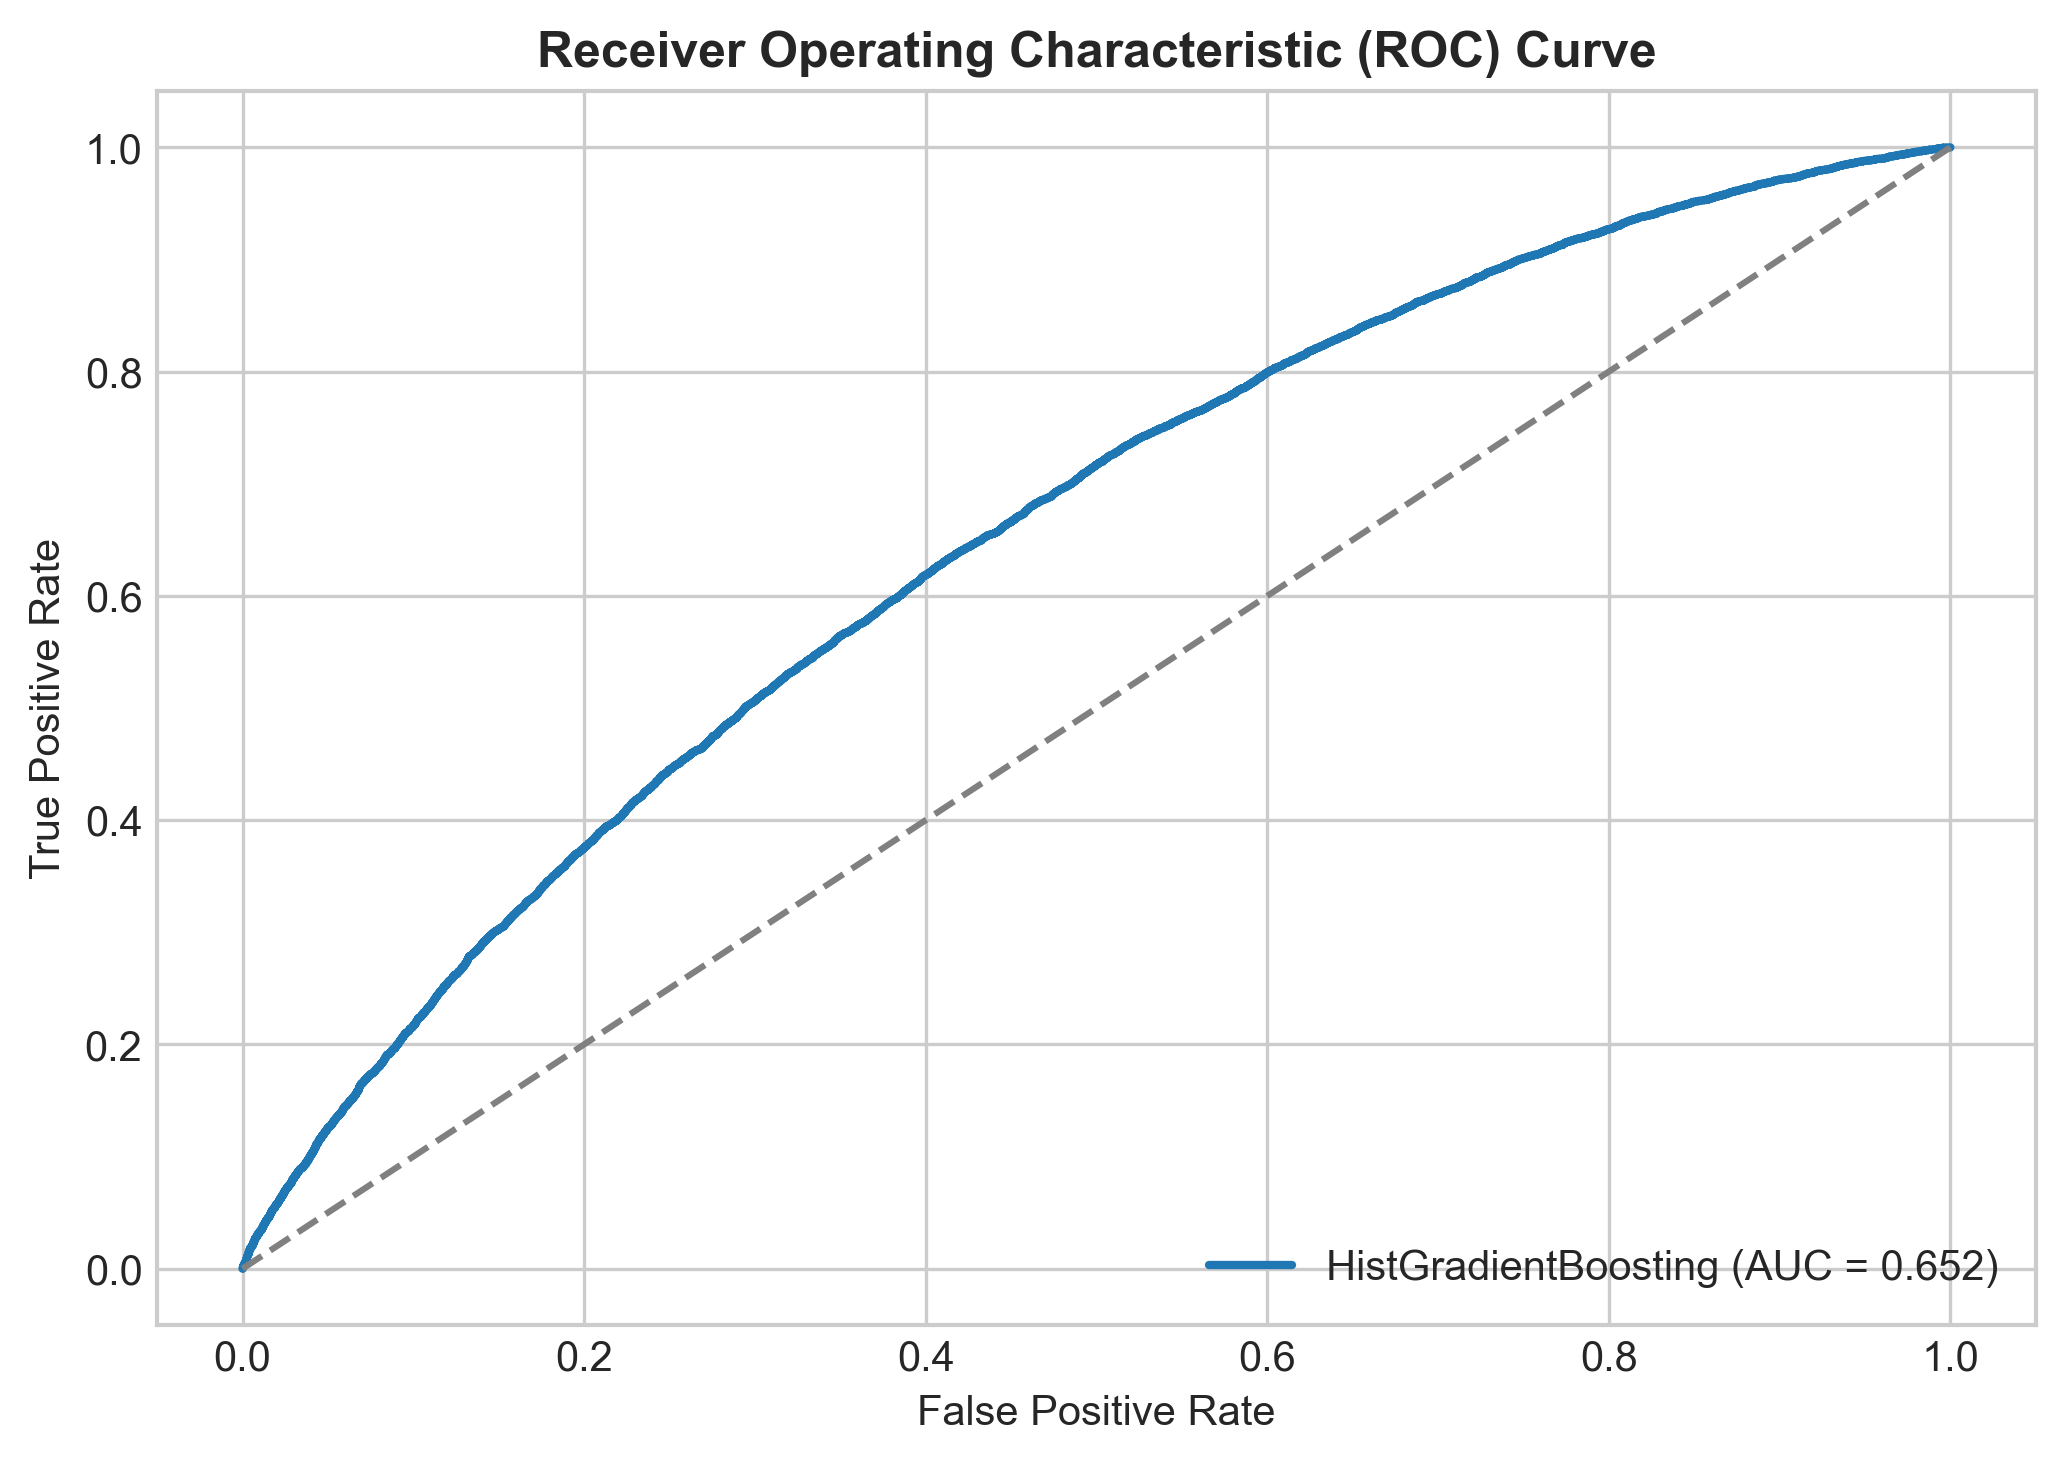 Receiver Operating Characteristic (ROC) Curve
True Positive Rate
1.0
0.8
0.6
0.4
0.2
0.0
HistGradientBoosting (AUC = 0.652)
0.0 0.2 0.4 0.6 0.8 1.0
False Positive Rate